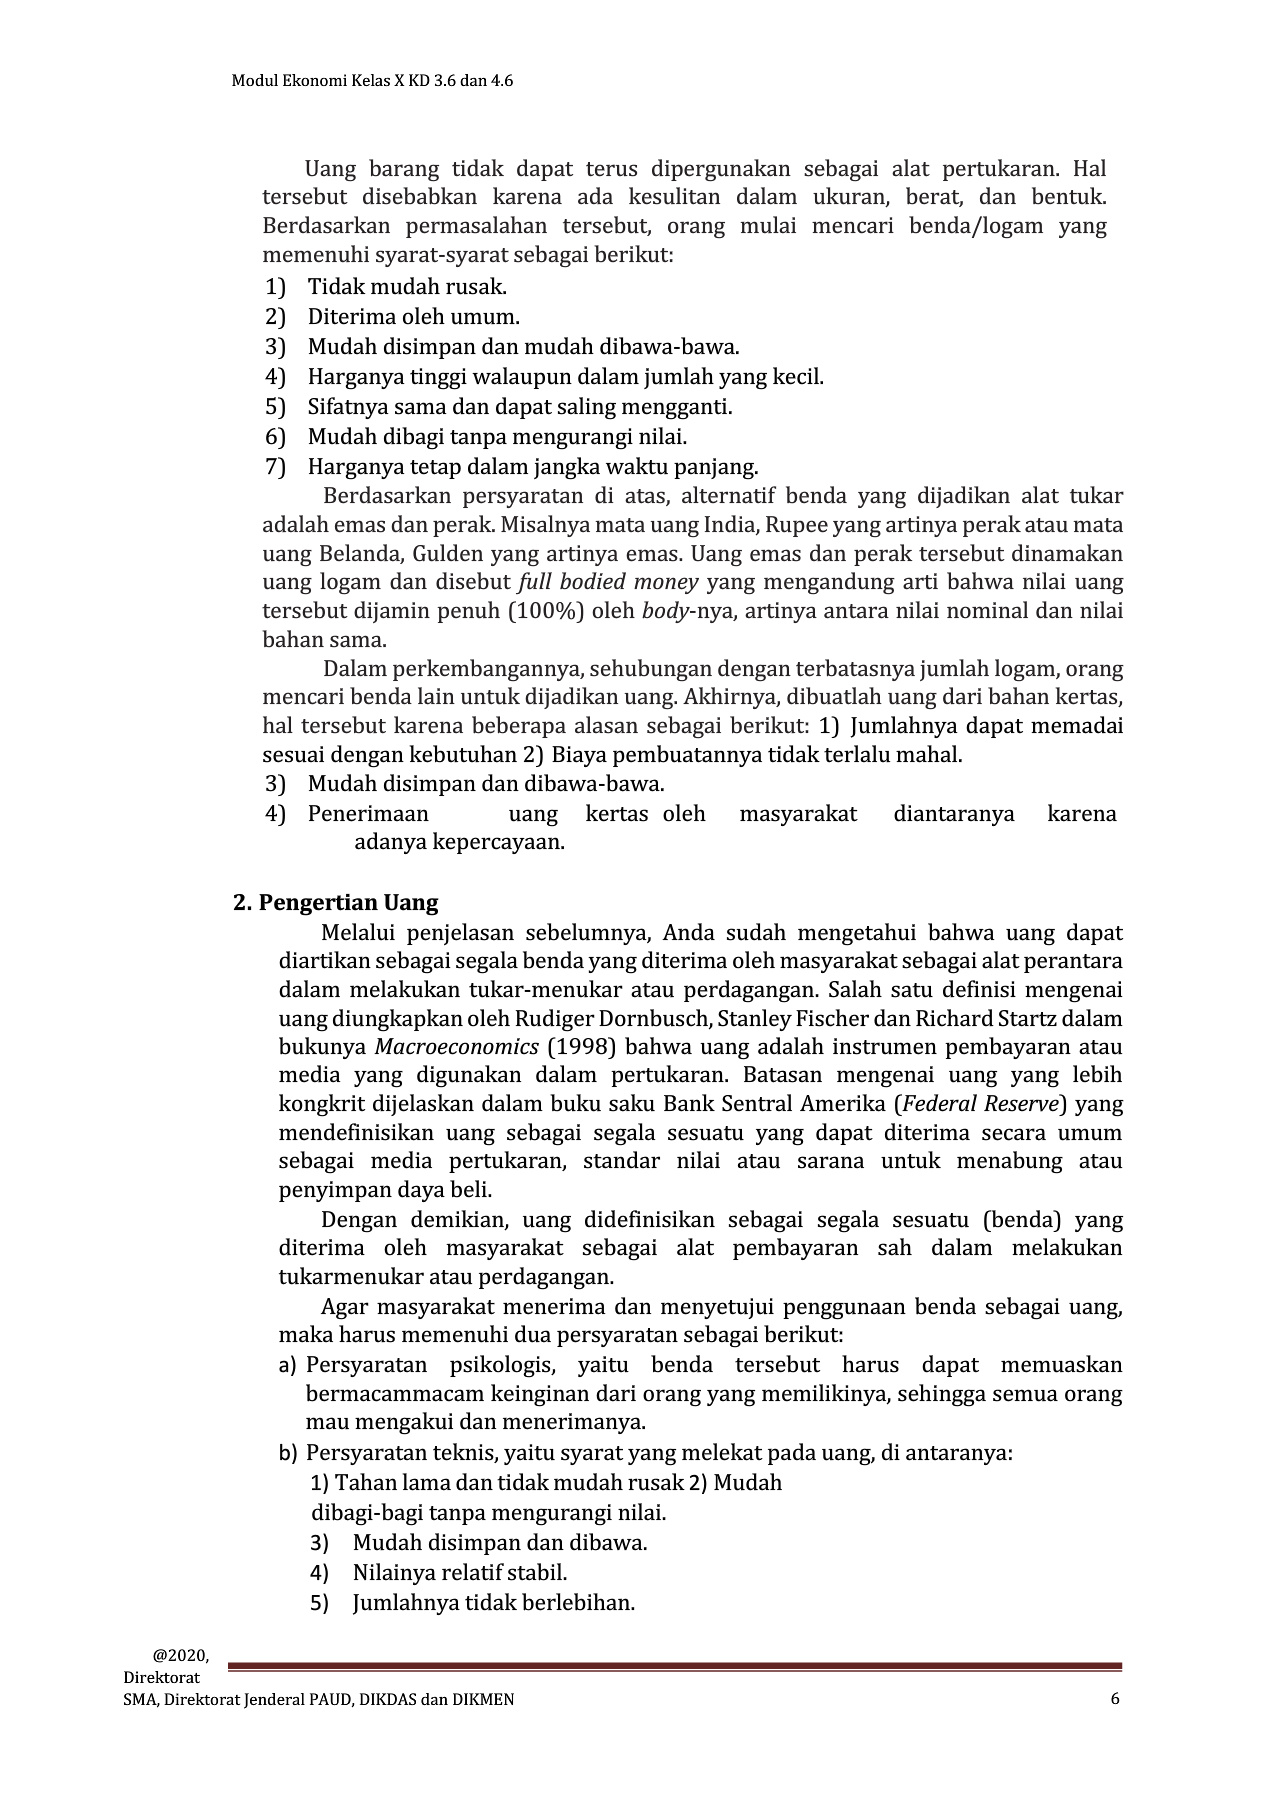 Modul Ekonomi Kelas X KD 3.6 dan 4.6
Uang barang tidak dapat terus dipergunakan sebagai alat pertukaran. Hal
tersebut disebabkan karena ada kesulitan dalam ukuran, berat, dan bentuk.
Berdasarkan permasalahan tersebut, orang mulai mencari benda/logam yang
memenuhi syarat-syarat sebagai berikut:
1) Tidak mudah rusak.
2) Diterima oleh umum.
3) Mudah disimpan dan mudah dibawa-bawa.
4) Harganya tinggi walaupun dalam jumlah yang kecil.
5) Sifatnya sama dan dapat saling mengganti.
6) Mudah dibagi tanpa mengurangi nilai.
7) Harganya tetap dalam jangka waktu panjang.
Berdasarkan persyaratan di atas, alternatif benda yang dijadikan alat tukar
adalah emas dan perak. Misalnya mata uang India, Rupee yang artinya perak atau mata
uang Belanda, Gulden yang artinya emas. Uang emas dan perak tersebut dinamakan
uang logam dan disebut full bodied money yang mengandung arti bahwa nilai uang
tersebut dijamin penuh (100%) oleh body-nya, artinya antara nilai nominal dan nilai
bahan sama.
Dalam perkembangannya, sehubungan dengan terbatasnya jumlah logam, orang
mencari benda lain untuk dijadikan uang. Akhirnya, dibuatlah uang dari bahan kertas,
hal tersebut karena beberapa alasan sebagai berikut: 1) Jumlahnya dapat memadai
sesuai dengan kebutuhan 2) Biaya pembuatannya tidak terlalu mahal.
3) Mudah disimpan dan dibawa-bawa.
4) Penerimaan uang kertas oleh masyarakat diantaranya karena
adanya kepercayaan.
2. Pengertian Uang
Melalui penjelasan sebelumnya, Anda sudah mengetahui bahwa uang dapat
diartikan sebagai segala benda yang diterima oleh masyarakat sebagai alat perantara
dalam melakukan tukar-menukar atau perdagangan. Salah satu definisi mengenai
uang diungkapkan oleh Rudiger Dornbusch, Stanley Fischer dan Richard Startz dalam
bukunya Macroeconomics (1998) bahwa uang adalah instrumen pembayaran atau
media yang digunakan dalam pertukaran. Batasan mengenai uang yang lebih
kongkrit dijelaskan dalam buku saku Bank Sentral Amerika (Federal Reserve) yang
mendefinisikan uang sebagai segala sesuatu yang dapat diterima secara umum
sebagai media pertukaran, standar nilai atau sarana untuk menabung atau
penyimpan daya beli.
Dengan demikian, uang didefinisikan sebagai segala sesuatu (benda) yang
diterima oleh masyarakat sebagai alat pembayaran sah dalam melakukan
tukarmenukar atau perdagangan.
Agar masyarakat menerima dan menyetujui penggunaan benda sebagai uang,
maka harus memenuhi dua persyaratan sebagai berikut:
a) Persyaratan psikologis, yaitu benda tersebut harus dapat memuaskan
bermacammacam keinginan dari orang yang memilikinya, sehingga semua orang
mau mengakui dan menerimanya.
b) Persyaratan teknis, yaitu syarat yang melekat pada uang, di antaranya:
1) Tahan lama dan tidak mudah rusak 2) Mudah
dibagi-bagi tanpa mengurangi nilai.
3) Mudah disimpan dan dibawa.
4) Nilainya relatif stabil.
5) Jumlahnya tidak berlebihan.
@2020,
Direktorat
SMA, Direktorat Jenderal PAUD, DIKDAS dan DIKMEN 6